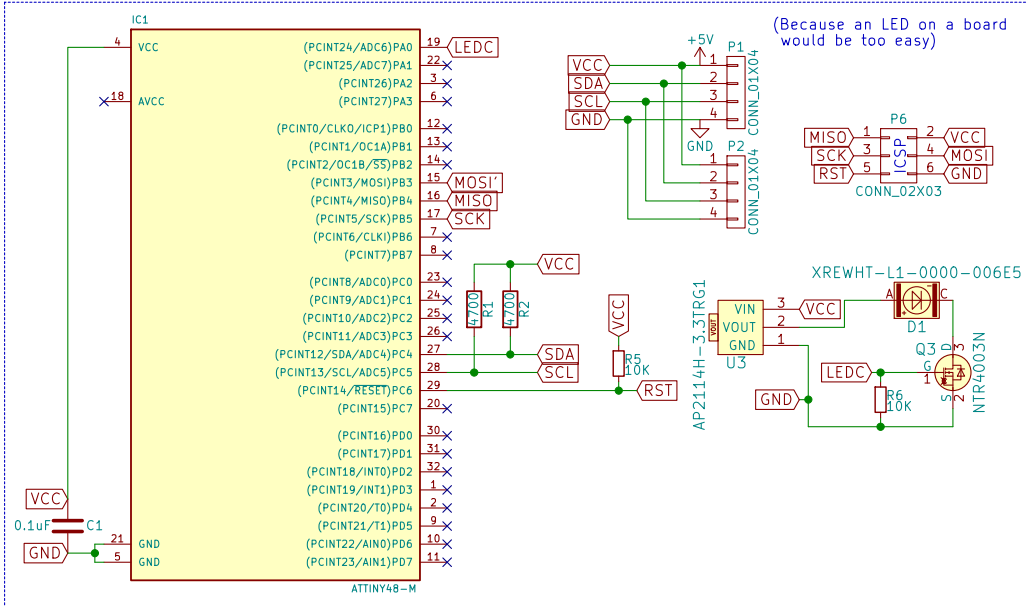 IC1
4 VCC
18 AVCC
21 GND
5 GND
(PCINT24/ADC6)PA0 19 LEDC
(PCINT25/ADC7)PA1 22
(PCINT26)PA2 3
(PCINT27)PA3 6
(PCINT0/CLKO/ICP1)PB0 12
(PCINT1/OC1A)PB1 13
(PCINT2/OC1B/SS)PB2 14
(PCINT3/MOSI)PB3 15 MOSI'
(PCINT4/MISO)PB4 16 MISO
(PCINT5/SCK)PB5 17 SCK
(PCINT6/CLKI)PB6 7
(PCINT7)PB7 8
(PCINT8/ADC0)PC0 23
(PCINT9/ADC1)PC1 24
(PCINT10/ADC2)PC2 25
(PCINT11/ADC3)PC3 26
(PCINT12/SDA/ADC4)PC4 27
(PCINT13/SCL/ADC5)PC5 28
(PCINT14/RESET)PC6 29
(PCINT15)PC7 20
(PCINT16)PD0 30
(PCINT17)PD1 31
(PCINT18/INT0)PD2 32
(PCINT19/INT1)PD3 1
(PCINT20/T0)PD4 2
(PCINT21/T1)PD5 9
(PCINT22/AIN0)PD6 10
(PCINT23/AIN1)PD7 11
ATTINY48-M
VCC
0.1uF C1
GND
VCC
4700 R1
4700 R2
SDA
SCL
VCC
R5
10K
RST
+5V
P1
VCC 1
SDA 2
SCL 3
GND 4
CONN_01X04
GND
P2
1
2
3
4
CONN_01X04
(Because an LED on a board
would be too easy)
P6
MISO 1 2 VCC
SCK 3 4 MOSI
RST 5 6 GND
ICSP
CONN_02X03
XREWHT-L1-0000-006E5
A C
D1
AP2114H-3.3TRG1
VOUT
VIN 3 VCC
VOUT 2
GND 1
U3
GND
LEDC
R6
10K
Q3
D 3
G 1
S 2
NTR4003N